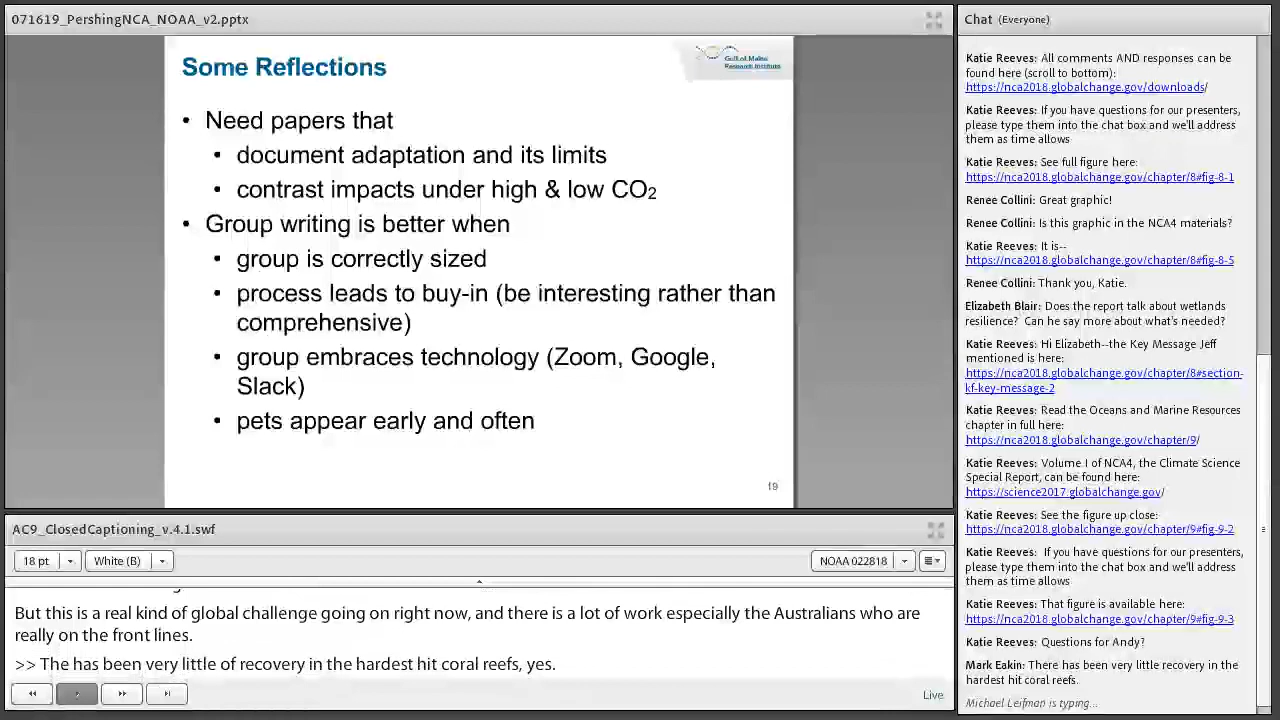 071619_PershingNCA_NOAA_v2.pptx
Some Reflections
Gulf of Maine
Research Institute
• Need papers that
• document adaptation and its limits
• contrast impacts under high & low CO2
• Group writing is better when
• group is correctly sized
• process leads to buy-in (be interesting rather than
comprehensive)
• group embraces technology (Zoom, Google,
Slack)
• pets appear early and often
19
AC9_ClosedCaptioning_v.4.1.swf
18 pt
White (B)
NOAA 022818
But this is a real kind of global challenge going on right now, and there is a lot of work especially the Australians who are
really on the front lines.
>> The has been very little of recovery in the hardest hit coral reefs, yes.
Live
Chat (Everyone)
Katie Reeves: All comments AND responses can be
found here (scroll to bottom):
https://nca2018.globalchange.gov/downloads/
Katie Reeves: If you have questions for our presenters,
please type them into the chat box and we'll address
them as time allows
Katie Reeves: See full figure here:
https://nca2018.globalchange.gov/chapter/8#fig-8-1
Renee Collini: Great graphic!
Renee Collini: Is this graphic in the NCA4 materials?
Katie Reeves: It is--
https://nca2018.globalchange.gov/chapter/8#fig-8-5
Renee Collini: Thank you, Katie.
Elizabeth Blair: Does the report talk about wetlands
resilience? Can he say more about what's needed?
Katie Reeves: Hi Elizabeth--the Key Message Jeff
mentioned is here:
https://nca2018.globalchange.gov/chapter/8#section-
kf-key-message-2
Katie Reeves: Read the Oceans and Marine Resources
chapter in full here:
https://nca2018.globalchange.gov/chapter/9/
Katie Reeves: Volume I of NCA4, the Climate Science
Special Report, can be found here:
https://science2017.globalchange.gov/
Katie Reeves: See the figure up close:
https://nca2018.globalchange.gov/chapter/9#fig-9-2
Katie Reeves: If you have questions for our presenters,
please type them into the chat box and we'll address
them as time allows
Katie Reeves: That figure is available here:
https://nca2018.globalchange.gov/chapter/9#fig-9-3
Katie Reeves: Questions for Andy?
Mark Eakin: There has been very little recovery in the
hardest hit coral reefs.
Michael Leifman is typing...